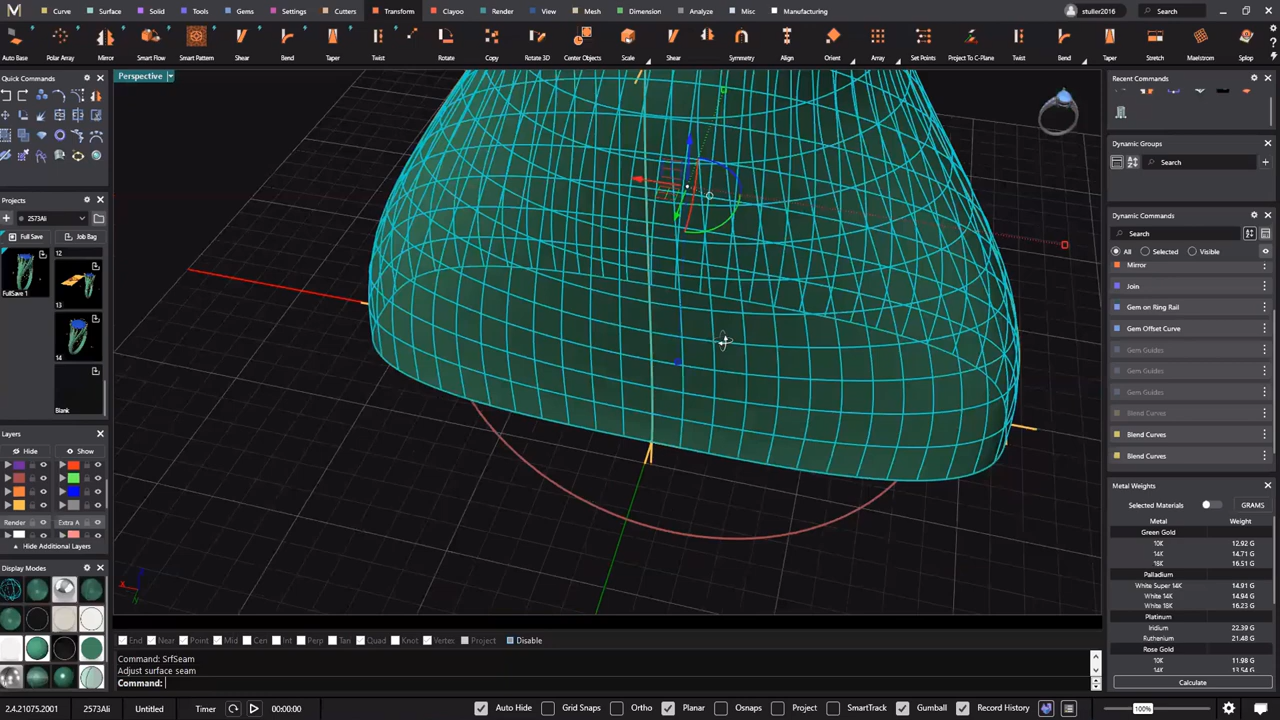 Curve Surface Solid Tools Gems Settings Cutters Transform Clayoo Render View Mesh Dimension Analyze Misc Manufacturing stuller2016 Search
Auto Base Polar Array Mirror Smart Flow Smart Pattern Shear Bend Taper Twist Rotate Copy Rotate 3D Center Objects Scale Shear Symmetry Align Orient Array Set Points Project To C-Plane Twist Bend Taper Stretch Maelstrom Splop
Quick Commands
Projects
2573Ali
Full Save Job Bag
FullSave 1
12
13
14
Blank
Layers
Hide Show
Render Extra A
Hide Additional Layers
Display Modes
Perspective
End Near Point Mid Cen Int Perp Tan Quad Knot Vertex Project Disable
Command: SrfSeam
Adjust surface seam
Command:
Recent Commands
Dynamic Groups
Search
Dynamic Commands
Search
All Selected Visible
Mirror
Join
Gem on Ring Rail
Gem Offset Curve
Gem Guides
Gem Guides
Gem Guides
Blend Curves
Blend Curves
Blend Curves
Metal Weights
Selected Materials GRAMS
Metal Weight
Green Gold
10K 12.92 G
14K 14.71 G
18K 16.51 G
Palladium
White Super 14K 14.91 G
White 14K 14.94 G
White 18K 16.23 G
Platinum
Iridium 22.39 G
Ruthenium 21.48 G
Rose Gold
10K 11.98 G
14K 13.54 G
Calculate
2.4.21075.2001 2573Ali Untitled Timer 00:00:00 Auto Hide Grid Snaps Ortho Planar Osnaps Project SmartTrack Gumball Record History 100%